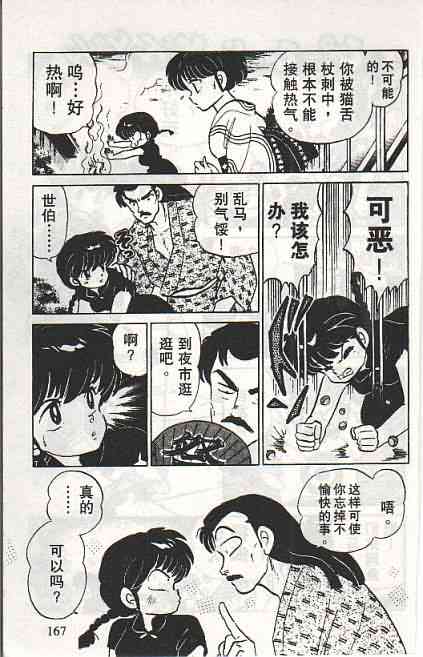 不可能
的！
你被猫舌
杖刺中，
根本不能
接触热气。
呜…好
热啊！
可恶！
我该怎
办？
乱马，
别气馁！
世伯……
到夜市逛
逛吧。
啊？
唔。
这样可使
你忘掉不
愉快的事。
……真的
可以吗？
167